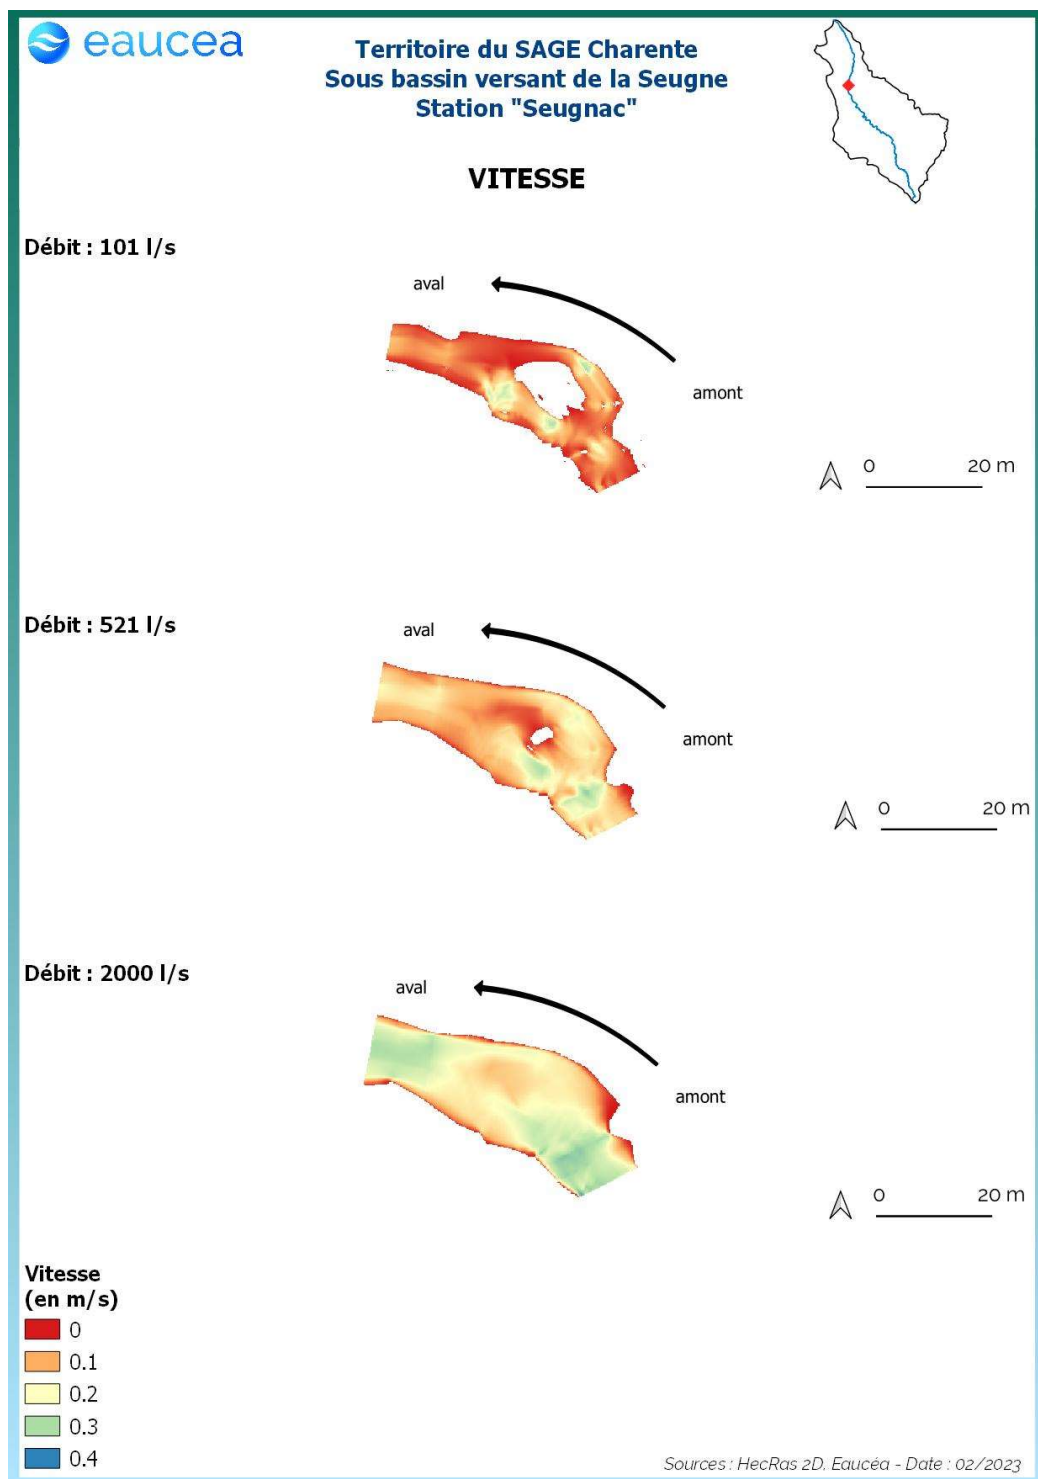 eaucea
Territoire du SAGE Charente
Sous bassin versant de la Seugne
Station "Seugnac"
VITESSE
Débit : 101 l/s
aval
amont
0 20 m
Débit : 521 l/s
aval
amont
0 20 m
Débit : 2000 l/s
aval
amont
0 20 m
Vitesse
(en m/s)
0
0.1
0.2
0.3
0.4
Sources : HecRas 2D, Eaucéa - Date : 02/2023